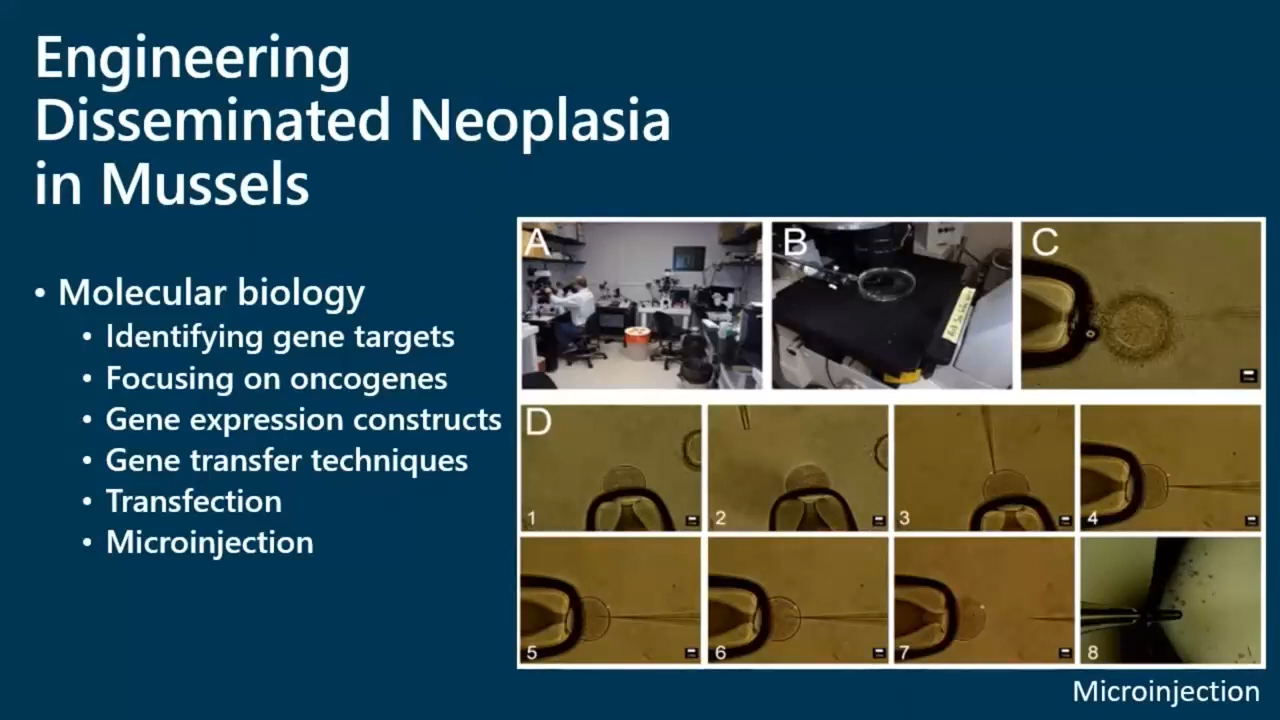 Engineering
Disseminated Neoplasia
in Mussels
• Molecular biology
• Identifying gene targets
• Focusing on oncogenes
• Gene expression constructs
• Gene transfer techniques
• Transfection
• Microinjection
A
B
C
D
1
2
3
4
5
6
7
8
Microinjection